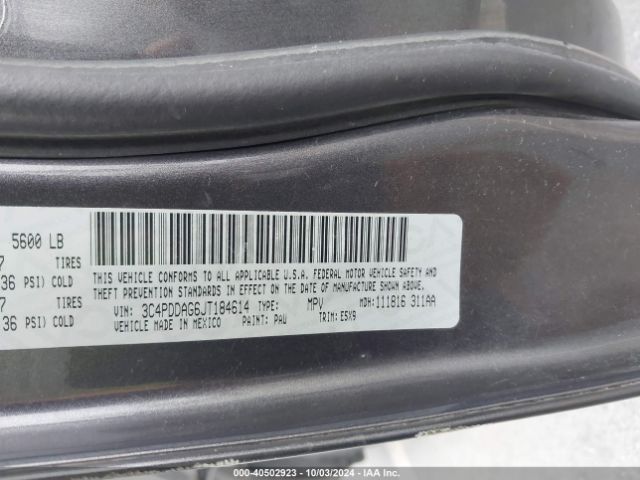 5600 LB
7 TIRES
36 PSI) COLD
7 TIRES
36 PSI) COLD
THIS VEHICLE CONFORMS TO ALL APPLICABLE U.S.A. FEDERAL MOTOR VEHICLE SAFETY AND
THEFT PREVENTION STANDARDS IN EFFECT ON THE DATE OF MANUFACTURE SHOWN ABOVE.
VIN: 3C4PDDAG6JT184614 TYPE: MPV MDH: 111816 311AA
VEHICLE MADE IN MEXICO PAINT: PAU TRIM: E5X9
000-40502923 - 10/03/2024 - IAA Inc.